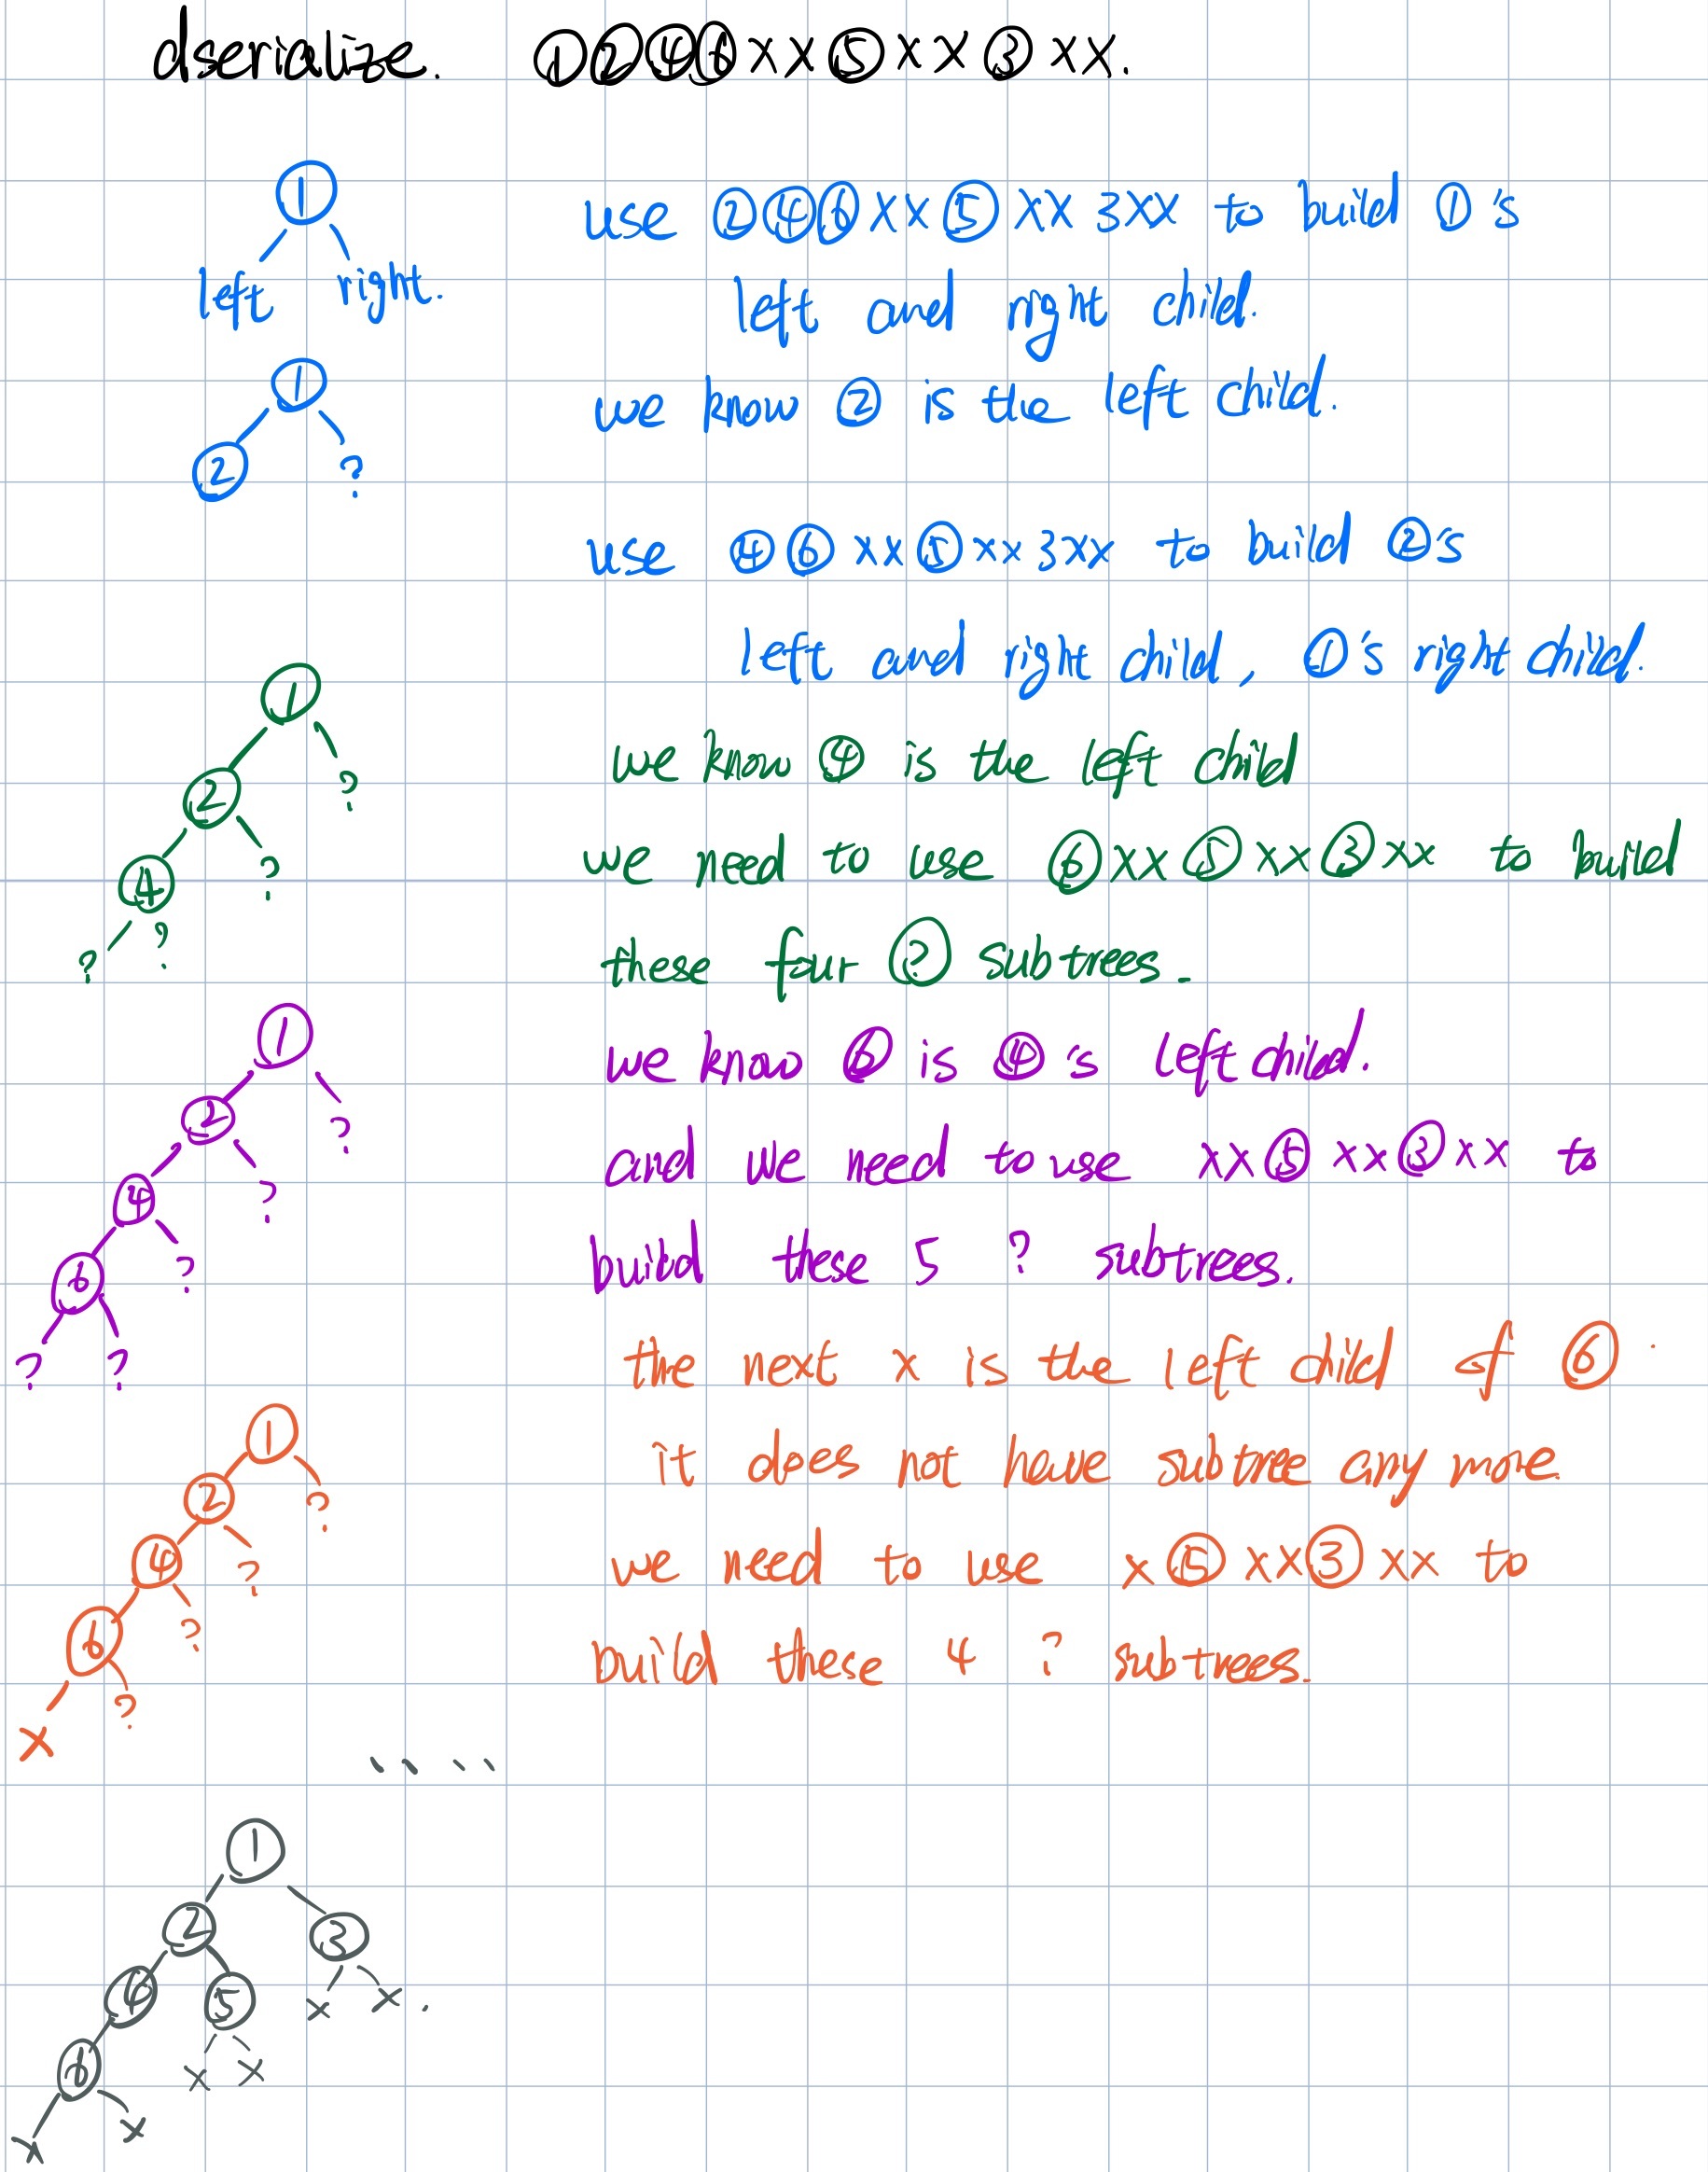 dserialize. ①②④⑥XX⑤XX③XX.
①
left right.
use ②④⑥XX⑤XX3XX to build ①'s
left and right child.
①
② ?
we know ② is the left child.
use ④⑥XX⑤XX3XX to build ②'s
left and right child, ①'s right child.
①
② ?
④ ?
? ?
we know ④ is the left child
we need to use ⑥XX⑤XX③XX to build
these four ? subtrees.
①
② ?
④ ?
⑥ ?
? ?
we know ⑥ is ④'s left child.
and we need to use XX⑤XX③XX to
build these 5 ? subtrees.
the next X is the left child of ⑥.
it does not have subtree any more
we need to use X⑤XX③XX to
build these 4 ? subtrees.
①
② ?
④ ?
⑥ ?
X ?
....
①
② ③
④ ⑤ X X.
⑥ X X
X X